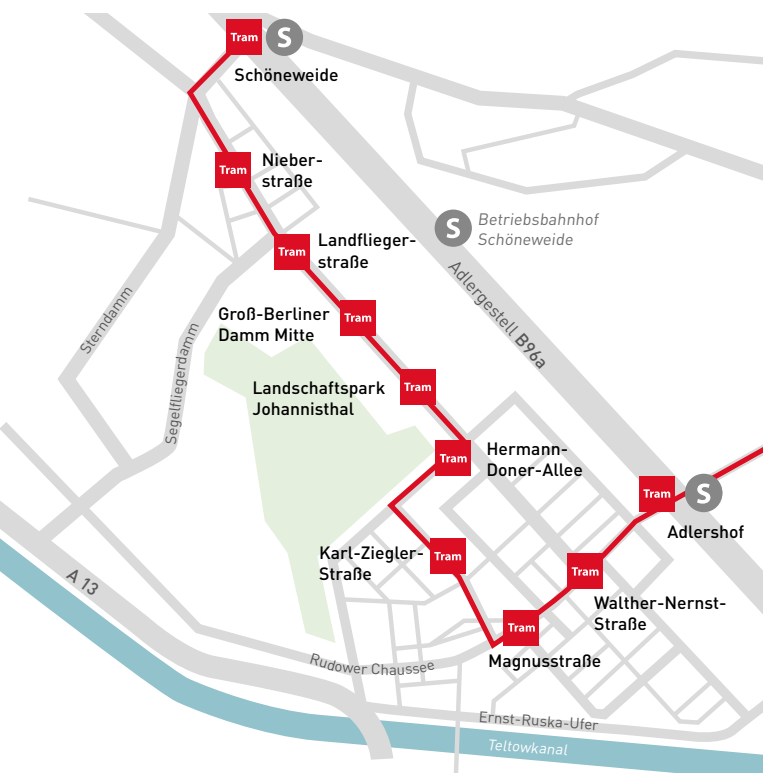 Tram
S
Schöneweide
Tram
Nieber-
straße
Tram
Landflieger-
straße
S
Betriebsbahnhof
Schöneweide
Adlergestell B96a
Sterndamm
Segelfliegerdamm
Groß-Berliner
Damm Mitte
Tram
Landschaftspark
Johannisthal
Tram
Tram
Hermann-
Doner-Allee
Tram
S
Adlershof
Karl-Ziegler-
Straße
Tram
Tram
Walther-Nernst-
Straße
Tram
Magnusstraße
A 13
Rudower Chaussee
Ernst-Ruska-Ufer
Teltowkanal